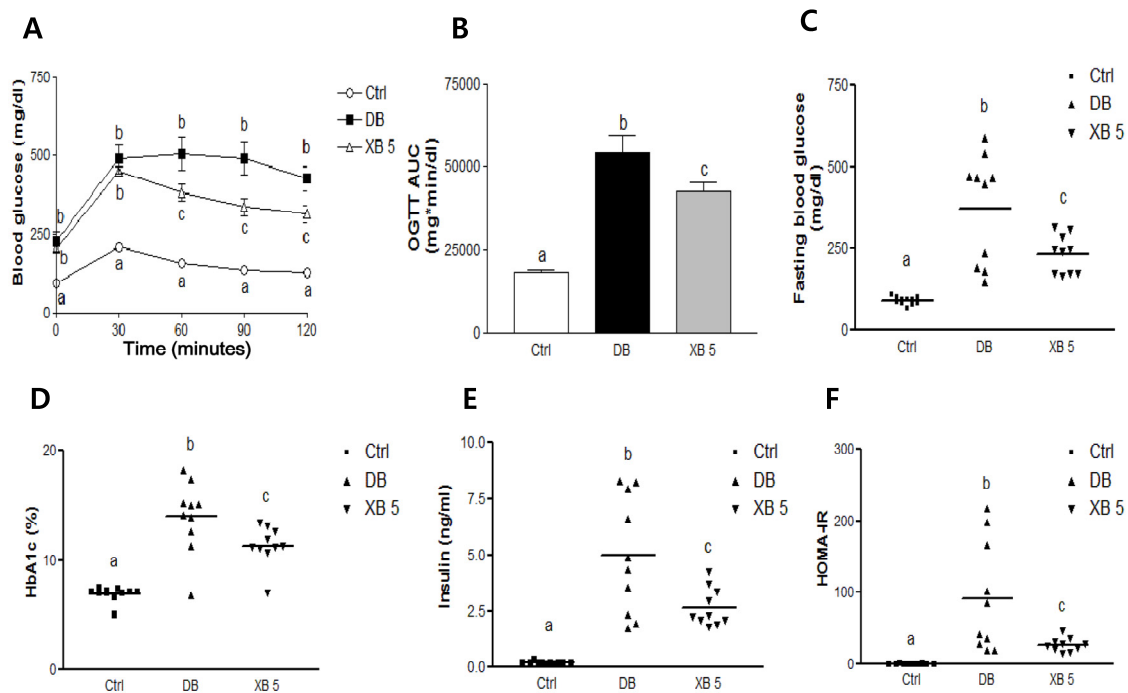 A
Blood glucose (mg/dl)
750
500
250
0
b
b
b
b
b
b
b
c
c
c
a
a
a
a
a
0
30
60
90
120
Time (minutes)
Ctrl
DB
XB 5
B
OGTT AUC
(mg*min/dl)
75000
50000
25000
0
a
b
c
Ctrl
DB
XB 5
C
Fasting blood glucose
(mg/dl)
750
500
250
0
a
b
c
Ctrl
DB
XB 5
Ctrl
DB
XB 5
D
HbA1c (%)
20
10
0
a
b
c
Ctrl
DB
XB 5
Ctrl
DB
XB 5
E
Insulin (ng/ml)
10.0
7.5
5.0
2.5
0.0
a
b
c
Ctrl
DB
XB 5
Ctrl
DB
XB 5
F
HOMA-IR
300
200
100
0
a
b
c
Ctrl
DB
XB 5
Ctrl
DB
XB 5